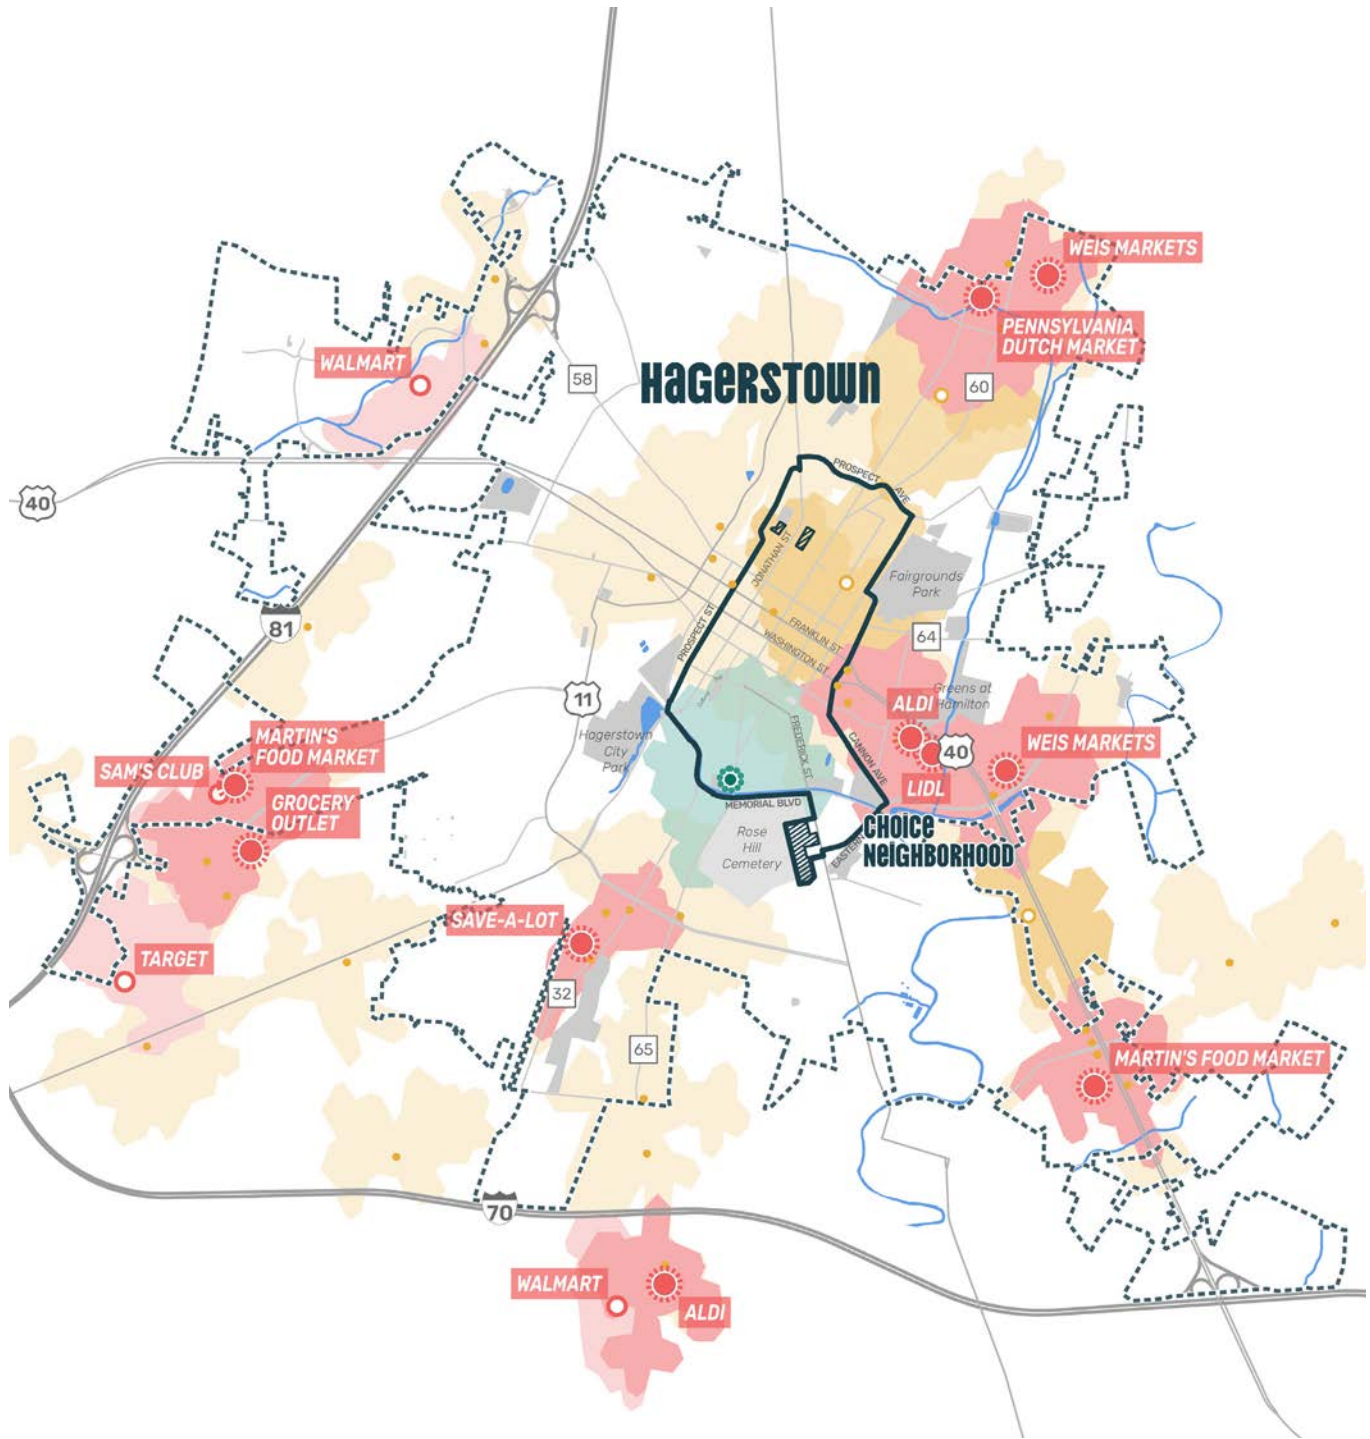 WEIS MARKETS
PENNSYLVANIA
DUTCH MARKET
WALMART
58
HAGERSTOWN
60
PROSPECT AVE
40
JONATHAN ST
Fairgrounds
Park
81
PROSPECT ST
FRANKLIN ST
WASHINGTON ST
64
11
Greens at
Hamilton
ALDI
Hagerstown
City
Park
FREDERICK ST
CANNON AVE
40
WEIS MARKETS
MARTIN'S
FOOD MARKET
SAM'S CLUB
LIDL
GROCERY
OUTLET
MEMORIAL BLVD
Rose
Hill
Cemetery
EASTERN
CHOICE
NEIGHBORHOOD
SAVE-A-LOT
TARGET
32
65
MARTIN'S FOOD MARKET
70
WALMART
ALDI